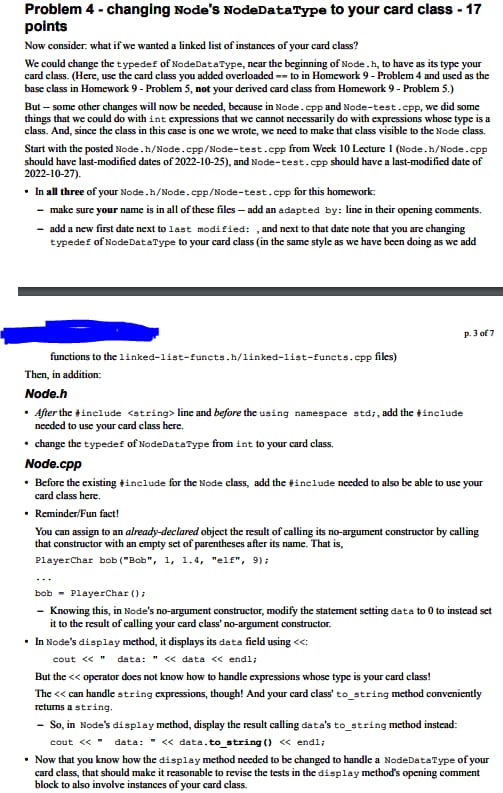 Problem 4 - changing Node's NodeDataType to your card class - 17
points
Now consider: what if we wanted a linked list of instances of your card class?
We could change the typedef of NodeDataType, near the beginning of Node.h, to have as its type your
card class. (Here, use the card class you added overloaded == to in Homework 9 - Problem 4 and used as the
base class in Homework 9 - Problem 5, not your derived card class from Homework 9 - Problem 5.)
But – some other changes will now be needed, because in Node.cpp and Node-test.cpp, we did some
things that we could do with int expressions that we cannot necessarily do with expressions whose type is a
class. And, since the class in this case is one we wrote, we need to make that class visible to the Node class.
Start with the posted Node.h/Node.cpp/Node-test.cpp from Week 10 Lecture 1 (Node.h/Node.cpp
should have last-modified dates of 2022-10-25), and Node-test.cpp should have a last-modified date of
2022-10-27).
• In all three of your Node.h/Node.cpp/Node-test.cpp for this homework:
– make sure your name is in all of these files – add an adapted by: line in their opening comments.
– add a new first date next to last modified: , and next to that date note that you are changing
typedef of NodeDataType to your card class (in the same style as we have been doing as we add
p. 3 of 7
functions to the linked-list-functs.h/linked-list-functs.cpp files)
Then, in addition:
Node.h
• After the #include <string> line and before the using namespace std;, add the #include
needed to use your card class here.
• change the typedef of NodeDataType from int to your card class.
Node.cpp
• Before the existing #include for the Node class, add the #include needed to also be able to use your
card class here.
• Reminder/Fun fact!
You can assign to an already-declared object the result of calling its no-argument constructor by calling
that constructor with an empty set of parentheses after its name. That is,
PlayerChar bob("Bob", 1, 1.4, "elf", 9);
...
bob = PlayerChar();
– Knowing this, in Node's no-argument constructor, modify the statement setting data to 0 to instead set
it to the result of calling your card class' no-argument constructor.
• In Node's display method, it displays its data field using <<:
cout << " data: " << data << endl;
But the << operator does not know how to handle expressions whose type is your card class!
The << can handle string expressions, though! And your card class' to_string method conveniently
returns a string.
– So, in Node's display method, display the result calling data's to_string method instead:
cout << " data: " << data.to_string() << endl;
• Now that you know how the display method needed to be changed to handle a NodeDataType of your
card class, that should make it reasonable to revise the tests in the display method's opening comment
block to also involve instances of your card class.